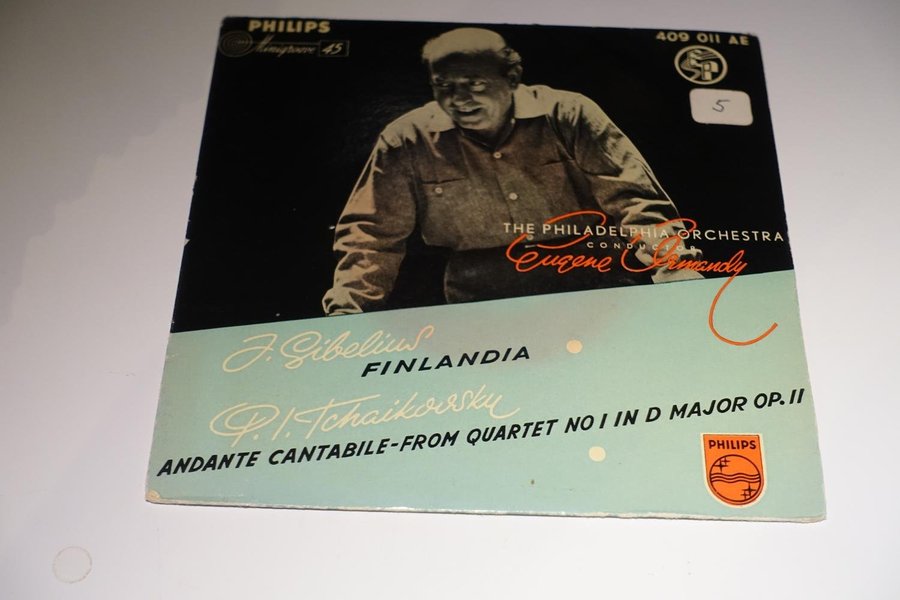 PHILIPS
Minigroove 45
409 011 AE
5
THE PHILADELPHIA ORCHESTRA
CONDUCTOR
Eugene Ormandy
J. Sibelius
FINLANDIA
P. I. Tchaikovsky
ANDANTE CANTABILE-FROM QUARTET NO I IN D MAJOR OP. II
PHILIPS